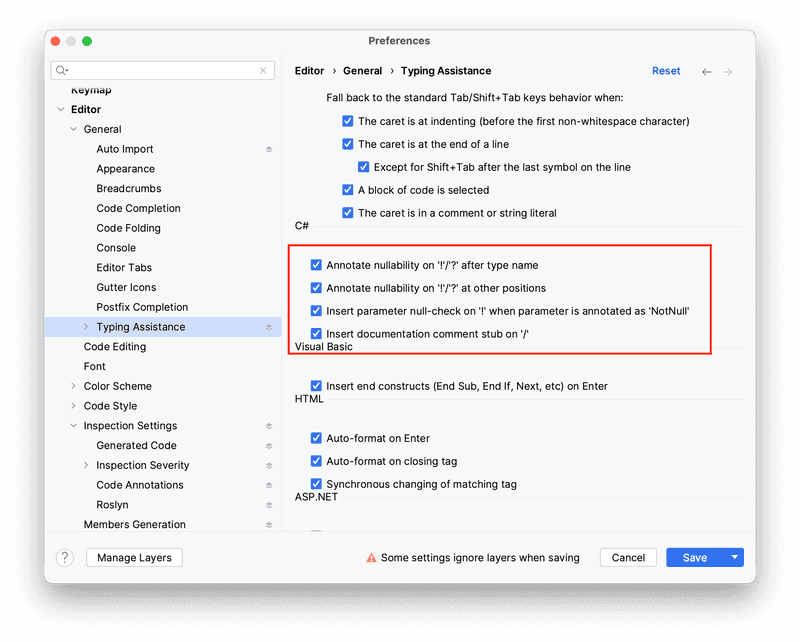 Preferences
Keymap
Editor
General
Auto Import
Appearance
Breadcrumbs
Code Completion
Code Folding
Console
Editor Tabs
Gutter Icons
Postfix Completion
Typing Assistance
Code Editing
Font
Color Scheme
Code Style
Inspection Settings
Generated Code
Inspection Severity
Code Annotations
Roslyn
Members Generation
Editor › General › Typing Assistance
Reset
Fall back to the standard Tab/Shift+Tab keys behavior when:
The caret is at indenting (before the first non-whitespace character)
The caret is at the end of a line
Except for Shift+Tab after the last symbol on the line
A block of code is selected
The caret is in a comment or string literal
C#
Annotate nullability on '!'/'?' after type name
Annotate nullability on '!'/'?' at other positions
Insert parameter null-check on '!' when parameter is annotated as 'NotNull'
Insert documentation comment stub on '/'
Visual Basic
Insert end constructs (End Sub, End If, Next, etc) on Enter
HTML
Auto-format on Enter
Auto-format on closing tag
Synchronous changing of matching tag
ASP.NET
?
Manage Layers
Some settings ignore layers when saving
Cancel
Save